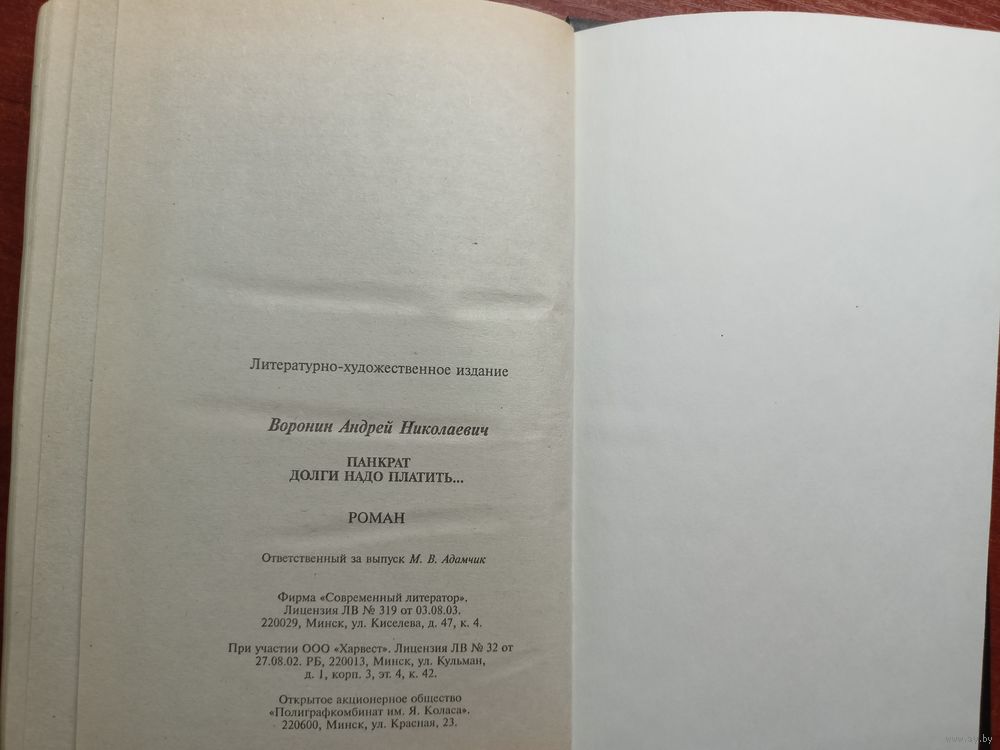 Литературно-художественное издание
Воронин Андрей Николаевич
ПАНКРАТ
ДОЛГИ НАДО ПЛАТИТЬ...
РОМАН
Ответственный за выпуск М. В. Адамчик
Фирма «Современный литератор».
Лицензия ЛВ № 319 от 03.08.03.
220029, Минск, ул. Киселева, д. 47, к. 4.
При участии ООО «Харвест». Лицензия ЛВ № 32 от
27.08.02. РБ, 220013, Минск, ул. Кульман,
д. 1, корп. 3, эт. 4, к. 42.
Открытое акционерное общество
«Полиграфкомбинат им. Я. Коласа».
220600, Минск, ул. Красная, 23.
www.ay.by